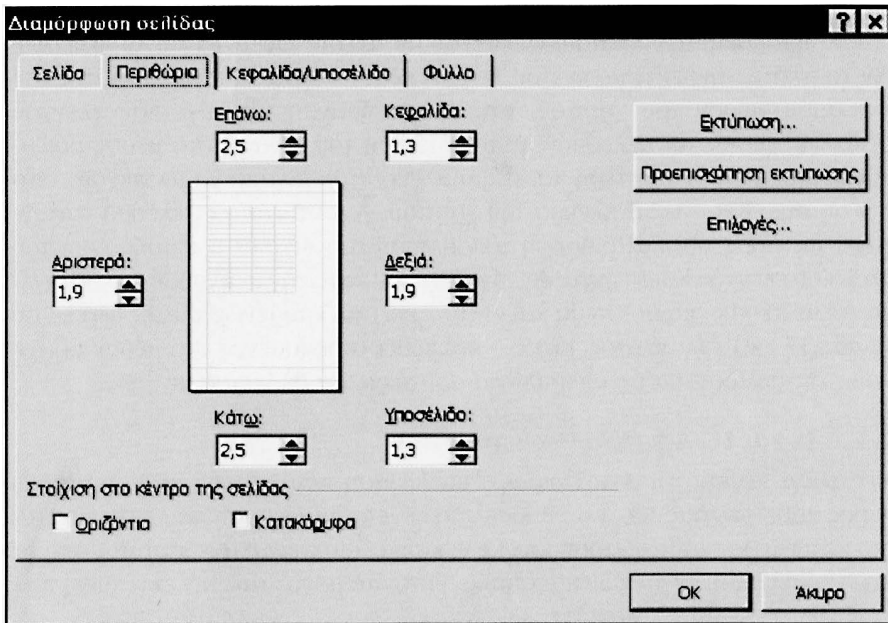 Διαμόρφωση σελίδας
Σελίδα Περιθώρια Κεφαλίδα/υποσέλιδο Φύλλο
Επάνω: Κεφαλίδα:
2,5 1,3
Εκτύπωση...
Προεπισκόπηση εκτύπωσης
Επιλογές...
Αριστερά: Δεξιά:
1,9 1,9
Κάτω: Υποσέλιδο:
2,5 1,3
Στοίχιση στο κέντρο της σελίδας
Οριζόντια Κατακόρυφα
OK Άκυρο